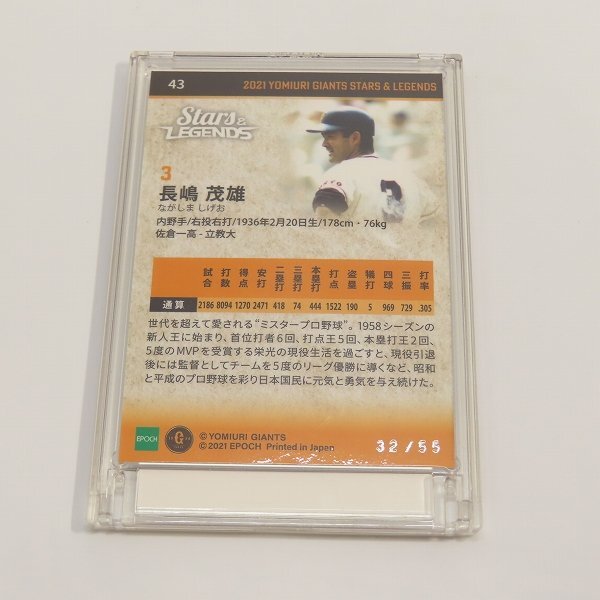 43
2021 YOMIURI GIANTS STARS & LEGENDS
Stars &
LEGENDS
3
長嶋 茂雄
ながしま しげお
内野手/右投右打/1936年2月20日生/178cm・76kg
佐倉一高 - 立教大
試合 打数 得点 安打 二塁打 三塁打 本塁打 打点 盗塁 犠打 四球 三振 打率
通算 2186 8094 1270 2471 418 74 444 1522 190 5 969 729 .305
世代を超えて愛される“ミスタープロ野球”。1958シーズンの
新人王に始まり、首位打者6回、打点王5回、本塁打王2回、
5度のMVPを受賞する栄光の現役生活を過ごすと、現役引退
後には監督としてチームを5度のリーグ優勝に導くなど、昭和
と平成のプロ野球を彩り日本国民に元気と勇気を与え続けた。
EPOCH
G
© YOMIURI GIANTS
© 2021 EPOCH Printed in Japan
32/55